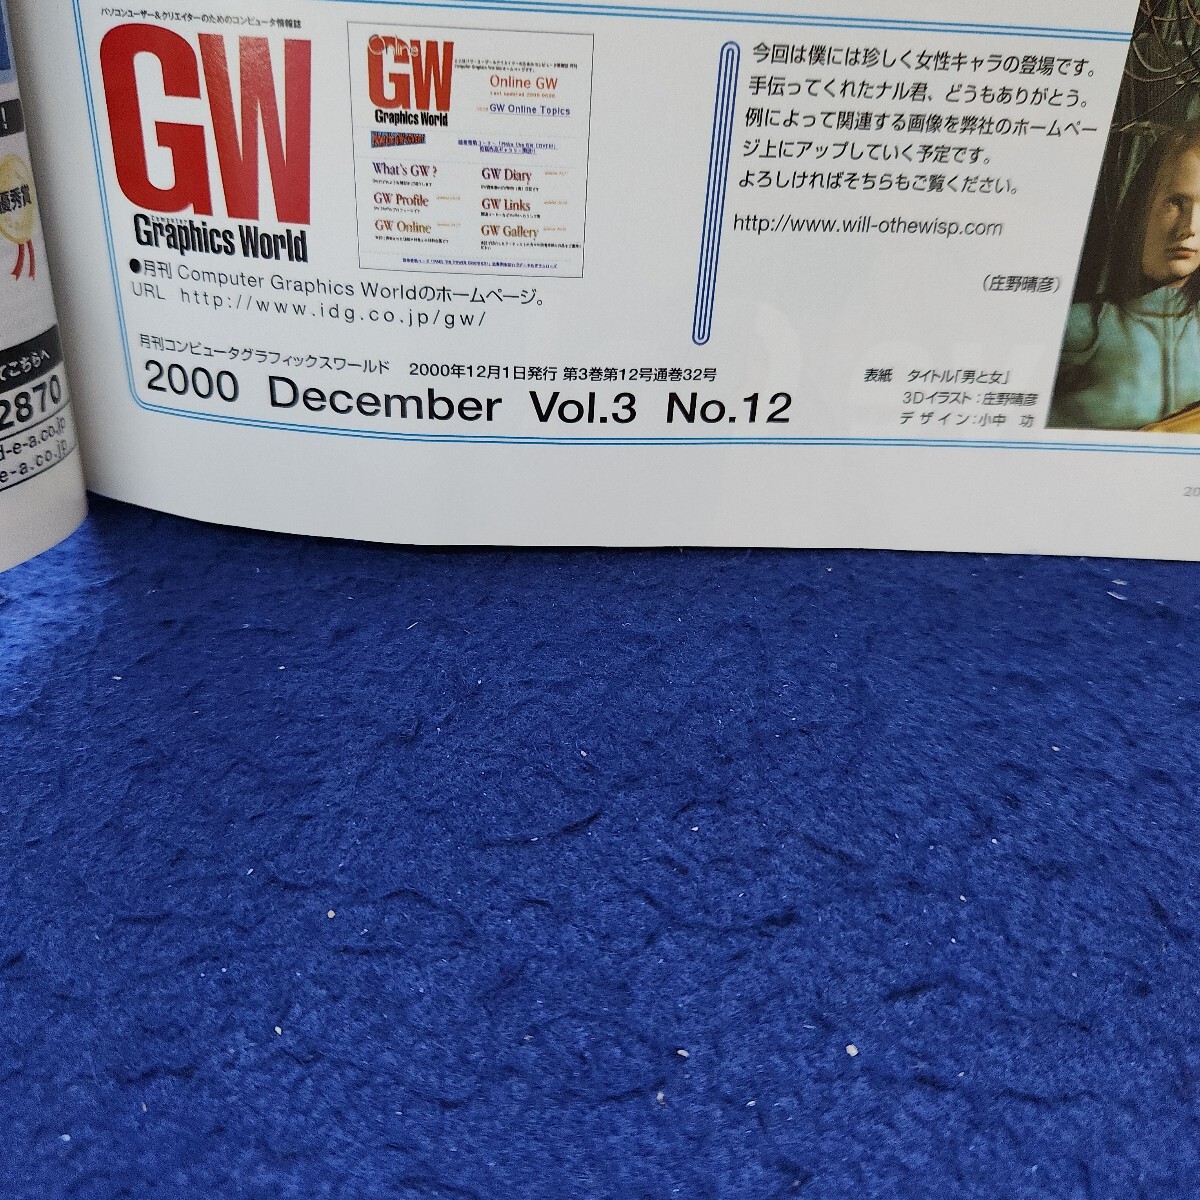 パソコンユーザー&クリエイターのためのコンピュータ情報誌
GW
Computer
Graphics World
●月刊 Computer Graphics Worldのホームページ。
URL http://www.idg.co.jp/gw/
Online
GW
Graphics World
Online GW
GW Online Topics
What's GW?
GW Profile
GW Online
GW Diary
GW Links
GW Gallery
今回は僕には珍しく女性キャラの登場です。
手伝ってくれたナル君、どうもありがとう。
例によって関連する画像を弊社のホームペー
ジ上にアップしていく予定です。
よろしければそちらもご覧ください。
http://www.will-othewisp.com
(庄野晴彦)
月刊コンピュータグラフィックスワールド 2000年12月1日発行 第3巻第12号通巻32号
2000 December Vol.3 No.12
表紙 タイトル「男と女」
3Dイラスト:庄野晴彦
デザイン:小中 功
優秀賞
てこちらへ
2870
d-e-a.co.jp
e-a.co.jp
20